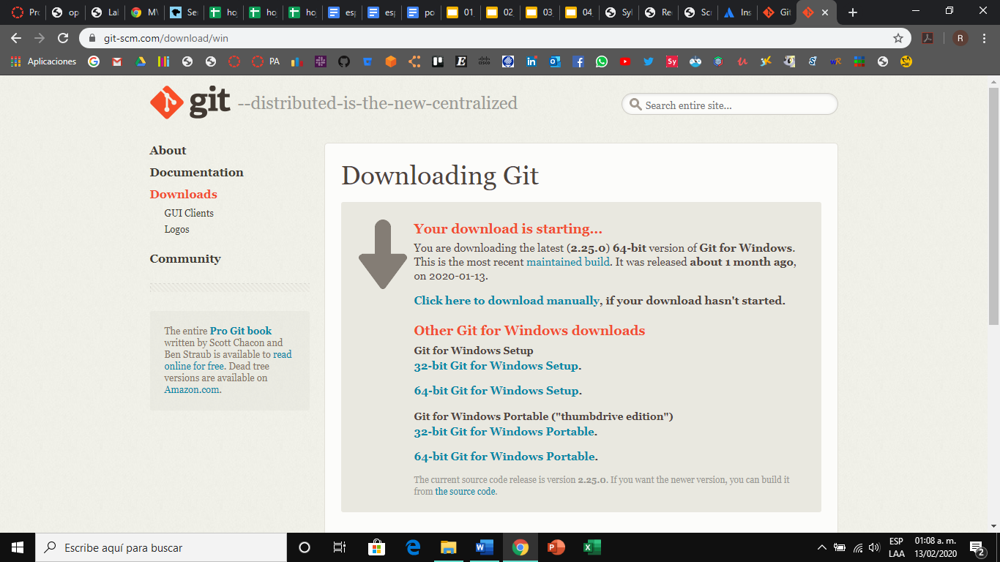 Pro
op
Lal
MV
Se
ho
ho
ho
esp
esp
po
01
02
03
04
Syl
Re
Scr
Ins
Git
git-scm.com/download/win
R
Aplicaciones
PA
git --distributed-is-the-new-centralized
Search entire site...
About
Documentation
Downloads
GUI Clients
Logos
Community
The entire Pro Git book
written by Scott Chacon and
Ben Straub is available to read
online for free. Dead tree
versions are available on
Amazon.com.
Downloading Git
Your download is starting...
You are downloading the latest (2.25.0) 64-bit version of Git for Windows.
This is the most recent maintained build. It was released about 1 month ago,
on 2020-01-13.
Click here to download manually, if your download hasn't started.
Other Git for Windows downloads
Git for Windows Setup
32-bit Git for Windows Setup.
64-bit Git for Windows Setup.
Git for Windows Portable ("thumbdrive edition")
32-bit Git for Windows Portable.
64-bit Git for Windows Portable.
The current source code release is version 2.25.0. If you want the newer version, you can build it
from the source code.
Escribe aquí para buscar
ESP
LAA
01:08 a. m.
13/02/2020
2